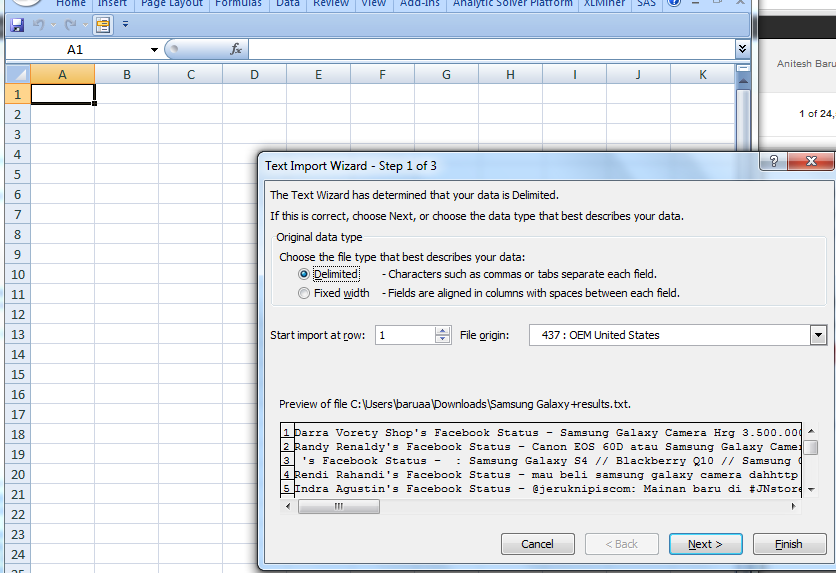 Home Insert Page Layout Formulas Data Review View Add-Ins Analytic Solver Platform XLMiner SAS
A1 fx
Anitesh Baru
A B C D E F G H I J K
1 of 24,
1
2
3
4
5
6
7
8
9
10
11
12
13
14
15
16
17
18
19
20
21
22
23
24
25
Text Import Wizard - Step 1 of 3
The Text Wizard has determined that your data is Delimited.
If this is correct, choose Next, or choose the data type that best describes your data.
Original data type
Choose the file type that best describes your data:
Delimited - Characters such as commas or tabs separate each field.
Fixed width - Fields are aligned in columns with spaces between each field.
Start import at row: 1 File origin: 437 : OEM United States
Preview of file C:\Users\baruaa\Downloads\Samsung Galaxy+results.txt.
1 Darra Vorety Shop's Facebook Status - Samsung Galaxy Camera Hrg 3.500.000
2 Randy Renaldy's Facebook Status - Canon EOS 60D atau Samsung Galaxy Came
3 's Facebook Status - : Samsung Galaxy S4 // Blackberry Q10 // Samsung
4 Rendi Rahandi's Facebook Status - mau beli samsung galaxy camera dahhttp
5 Indra Agustin's Facebook Status - @jeruknipiscom: Mainan baru di #JNstore
Cancel < Back Next > Finish